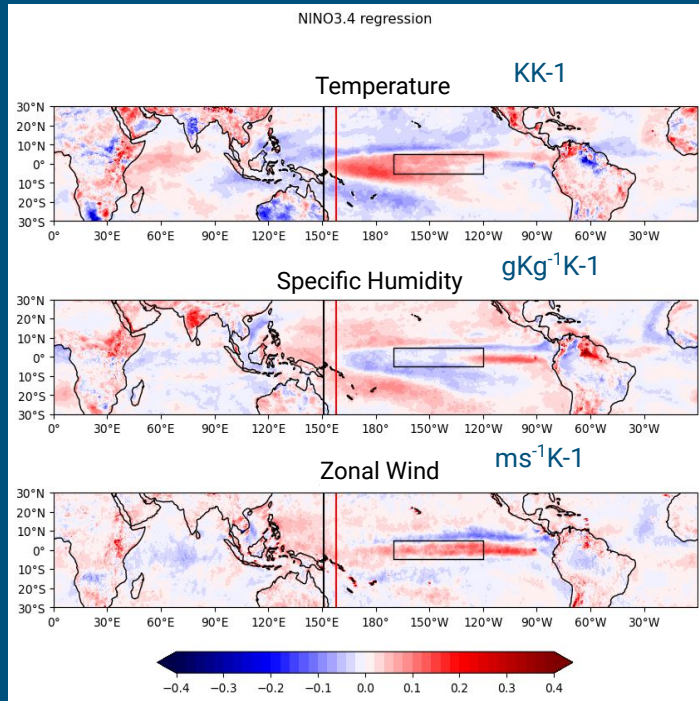 NINO3.4 regression
Temperature KK-1
30°N
20°N
10°N
0°
10°S
20°S
30°S
0° 30°E 60°E 90°E 120°E 150°E 180° 150°W 120°W 90°W 60°W 30°W
Specific Humidity gKg⁻¹K-1
30°N
20°N
10°N
0°
10°S
20°S
30°S
0° 30°E 60°E 90°E 120°E 150°E 180° 150°W 120°W 90°W 60°W 30°W
Zonal Wind ms⁻¹K-1
30°N
20°N
10°N
0°
10°S
20°S
30°S
0° 30°E 60°E 90°E 120°E 150°E 180° 150°W 120°W 90°W 60°W 30°W
−0.4 −0.3 −0.2 −0.1 0.0 0.1 0.2 0.3 0.4